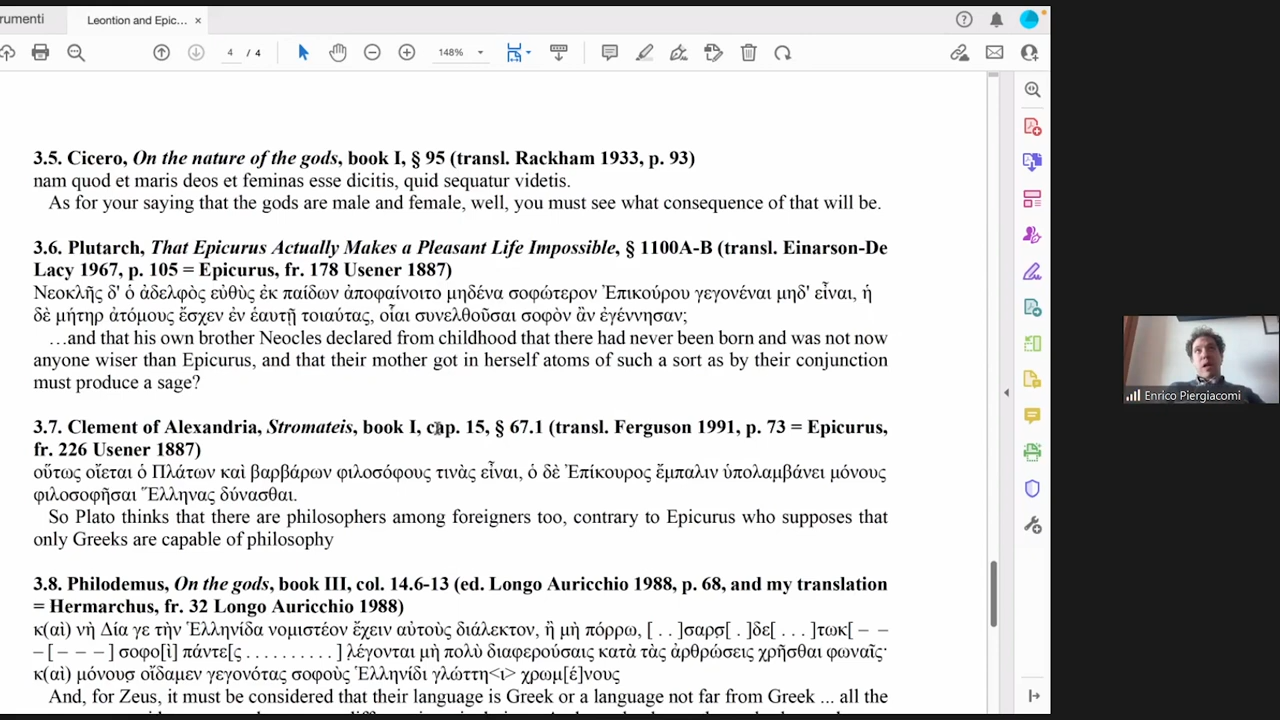 rumenti
Leontion and Epic... ×
4 / 4
148%
3.5. Cicero, On the nature of the gods, book I, § 95 (transl. Rackham 1933, p. 93)
nam quod et maris deos et feminas esse dicitis, quid sequatur videtis.
As for your saying that the gods are male and female, well, you must see what consequence of that will be.
3.6. Plutarch, That Epicurus Actually Makes a Pleasant Life Impossible, § 1100A-B (transl. Einarson-De
Lacy 1967, p. 105 = Epicurus, fr. 178 Usener 1887)
Νεοκλῆς δ' ὁ ἀδελφὸς εὐθὺς ἐκ παίδων ἀποφαίνοιτο μηδένα σοφώτερον Ἐπικούρου γεγονέναι μηδ' εἶναι, ἡ
δὲ μήτηρ ἀτόμους ἔσχεν ἐν ἑαυτῇ τοιαύτας, οἷαι συνελθοῦσαι σοφὸν ἂν ἐγέννησαν;
…and that his own brother Neocles declared from childhood that there had never been born and was not now
anyone wiser than Epicurus, and that their mother got in herself atoms of such a sort as by their conjunction
must produce a sage?
3.7. Clement of Alexandria, Stromateis, book I, cap. 15, § 67.1 (transl. Ferguson 1991, p. 73 = Epicurus,
fr. 226 Usener 1887)
οὕτως οἴεται ὁ Πλάτων καὶ βαρβάρων φιλοσόφους τινὰς εἶναι, ὁ δὲ Ἐπίκουρος ἔμπαλιν ὑπολαμβάνει μόνους
φιλοσοφῆσαι Ἕλληνας δύνασθαι.
So Plato thinks that there are philosophers among foreigners too, contrary to Epicurus who supposes that
only Greeks are capable of philosophy
3.8. Philodemus, On the gods, book III, col. 14.6-13 (ed. Longo Auricchio 1988, p. 68, and my translation
= Hermarchus, fr. 32 Longo Auricchio 1988)
κ(αὶ) νὴ Δία γε τὴν Ἑλληνίδα νομιστέον ἔχειν αὐτοὺς διάλεκτον, ἢ μὴ πόρρω, [ . . ]σαρσ[ . ]δε[ . . . ]τωκ[ – –
– [ – – – ] σοφο[ὶ] πάντε[ς . . . . . . . . . . ] λέγονται μὴ πολὺ διαφερούσαις κατὰ τὰς ἀρθρώσεις χρῆσθαι φωναῖς·
κ(αὶ) μόνουσ οἴδαμεν γεγονότας σοφοὺς Ἑλληνίδι γλώττη<ι> χρωμ[έ]νους
And, for Zeus, it must be considered that their language is Greek or a language not far from Greek ... all the
Enrico Piergiacomi